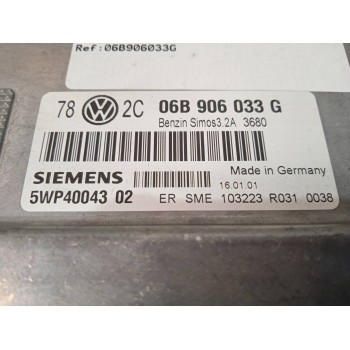 Ref:06B906033G
78 VW 2C 06B 906 033 G
Benzin Simos3.2A 3680
Made in Germany
SIEMENS 16.01.01
5WP40043 02 ER SME 103223 R031 0038